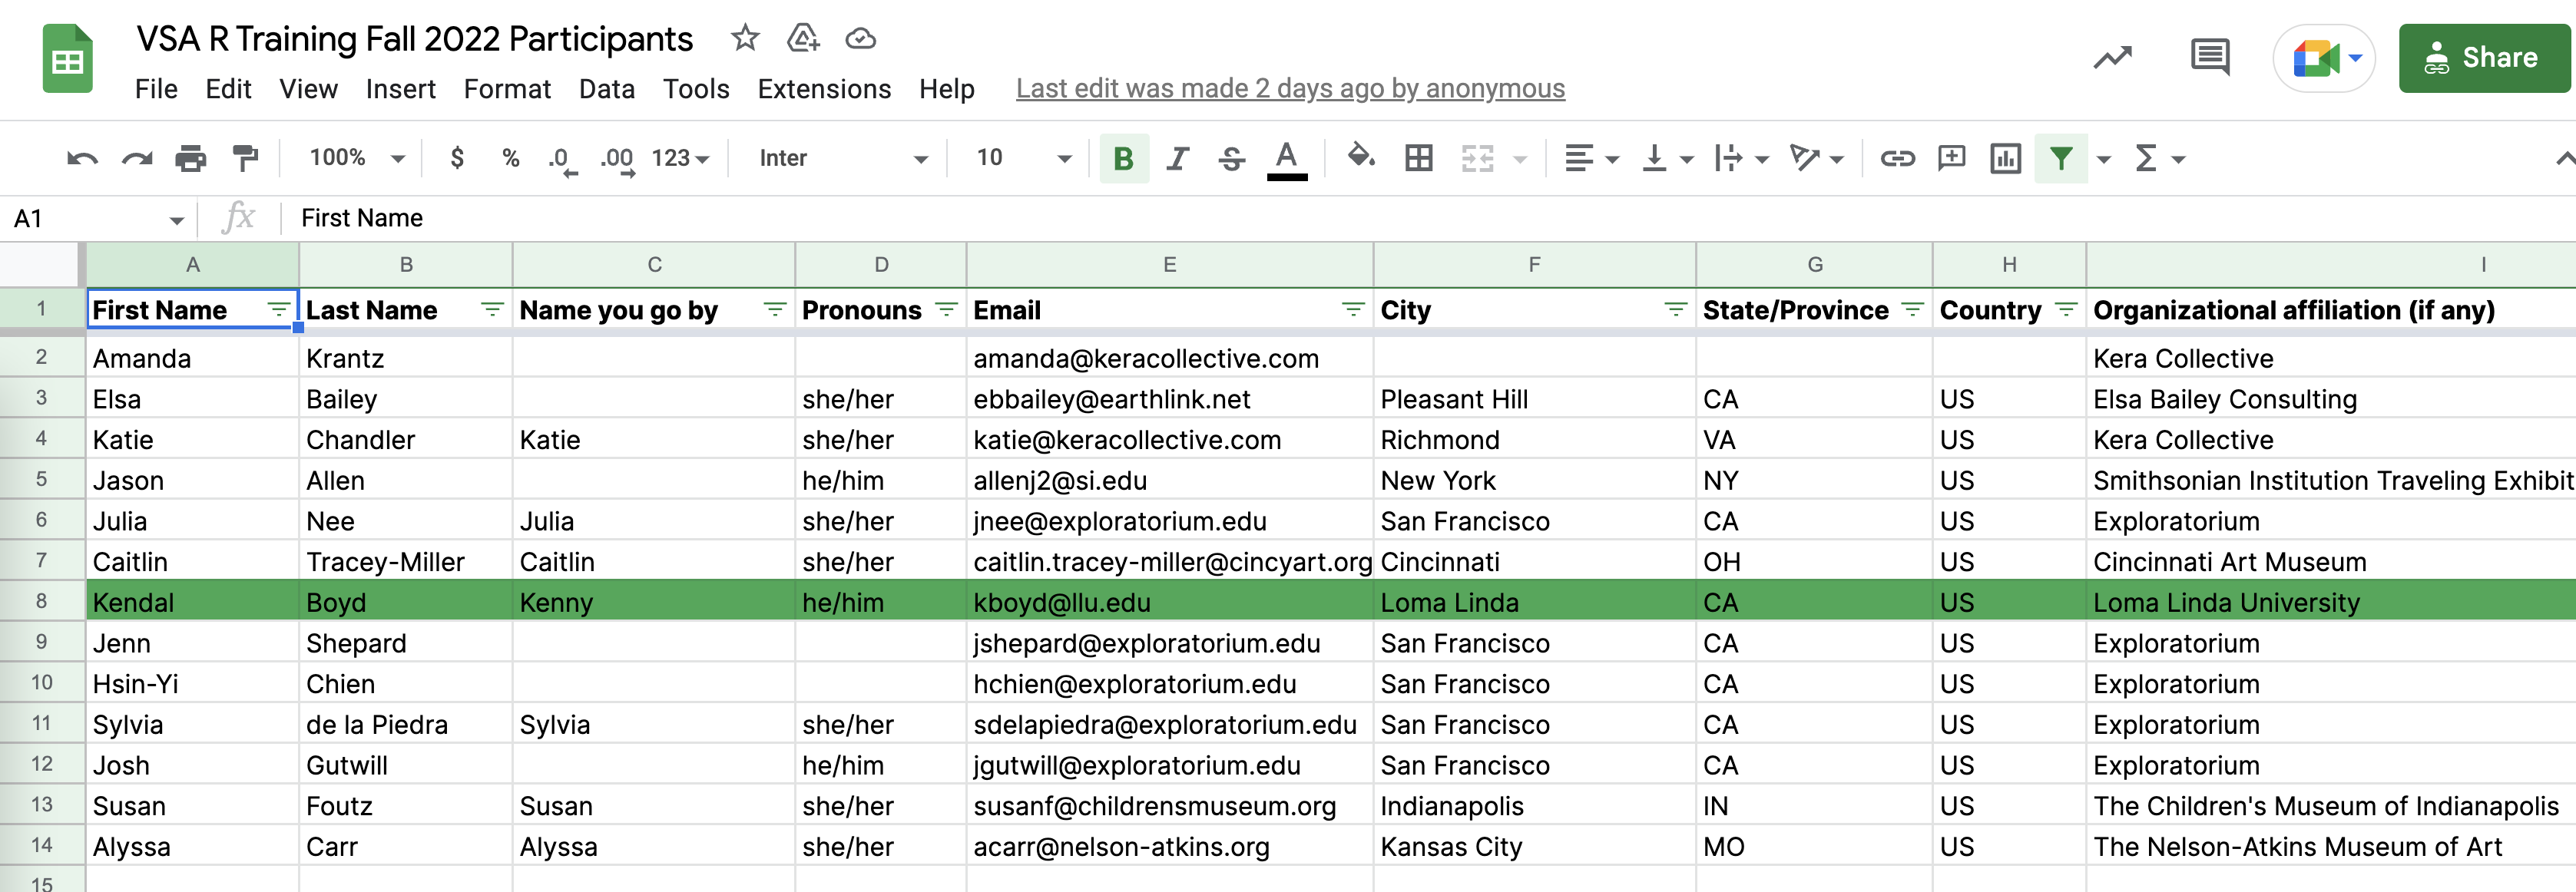 VSA R Training Fall 2022 Participants
File Edit View Insert Format Data Tools Extensions Help Last edit was made 2 days ago by anonymous
Share
100% $ % .0 .00 123 Inter 10 B I S A Σ
A1 fx First Name
A B C D E F G H I
1 First Name Last Name Name you go by Pronouns Email City State/Province Country Organizational affiliation (if any)
2 Amanda Krantz amanda@keracollective.com Kera Collective
3 Elsa Bailey she/her ebbailey@earthlink.net Pleasant Hill CA US Elsa Bailey Consulting
4 Katie Chandler Katie she/her katie@keracollective.com Richmond VA US Kera Collective
5 Jason Allen he/him allenj2@si.edu New York NY US Smithsonian Institution Traveling Exhibit
6 Julia Nee Julia she/her jnee@exploratorium.edu San Francisco CA US Exploratorium
7 Caitlin Tracey-Miller Caitlin she/her caitlin.tracey-miller@cincyart.org Cincinnati OH US Cincinnati Art Museum
8 Kendal Boyd Kenny he/him kboyd@llu.edu Loma Linda CA US Loma Linda University
9 Jenn Shepard jshepard@exploratorium.edu San Francisco CA US Exploratorium
10 Hsin-Yi Chien hchien@exploratorium.edu San Francisco CA US Exploratorium
11 Sylvia de la Piedra Sylvia she/her sdelapiedra@exploratorium.edu San Francisco CA US Exploratorium
12 Josh Gutwill he/him jgutwill@exploratorium.edu San Francisco CA US Exploratorium
13 Susan Foutz Susan she/her susanf@childrensmuseum.org Indianapolis IN US The Children's Museum of Indianapolis
14 Alyssa Carr Alyssa she/her acarr@nelson-atkins.org Kansas City MO US The Nelson-Atkins Museum of Art
15